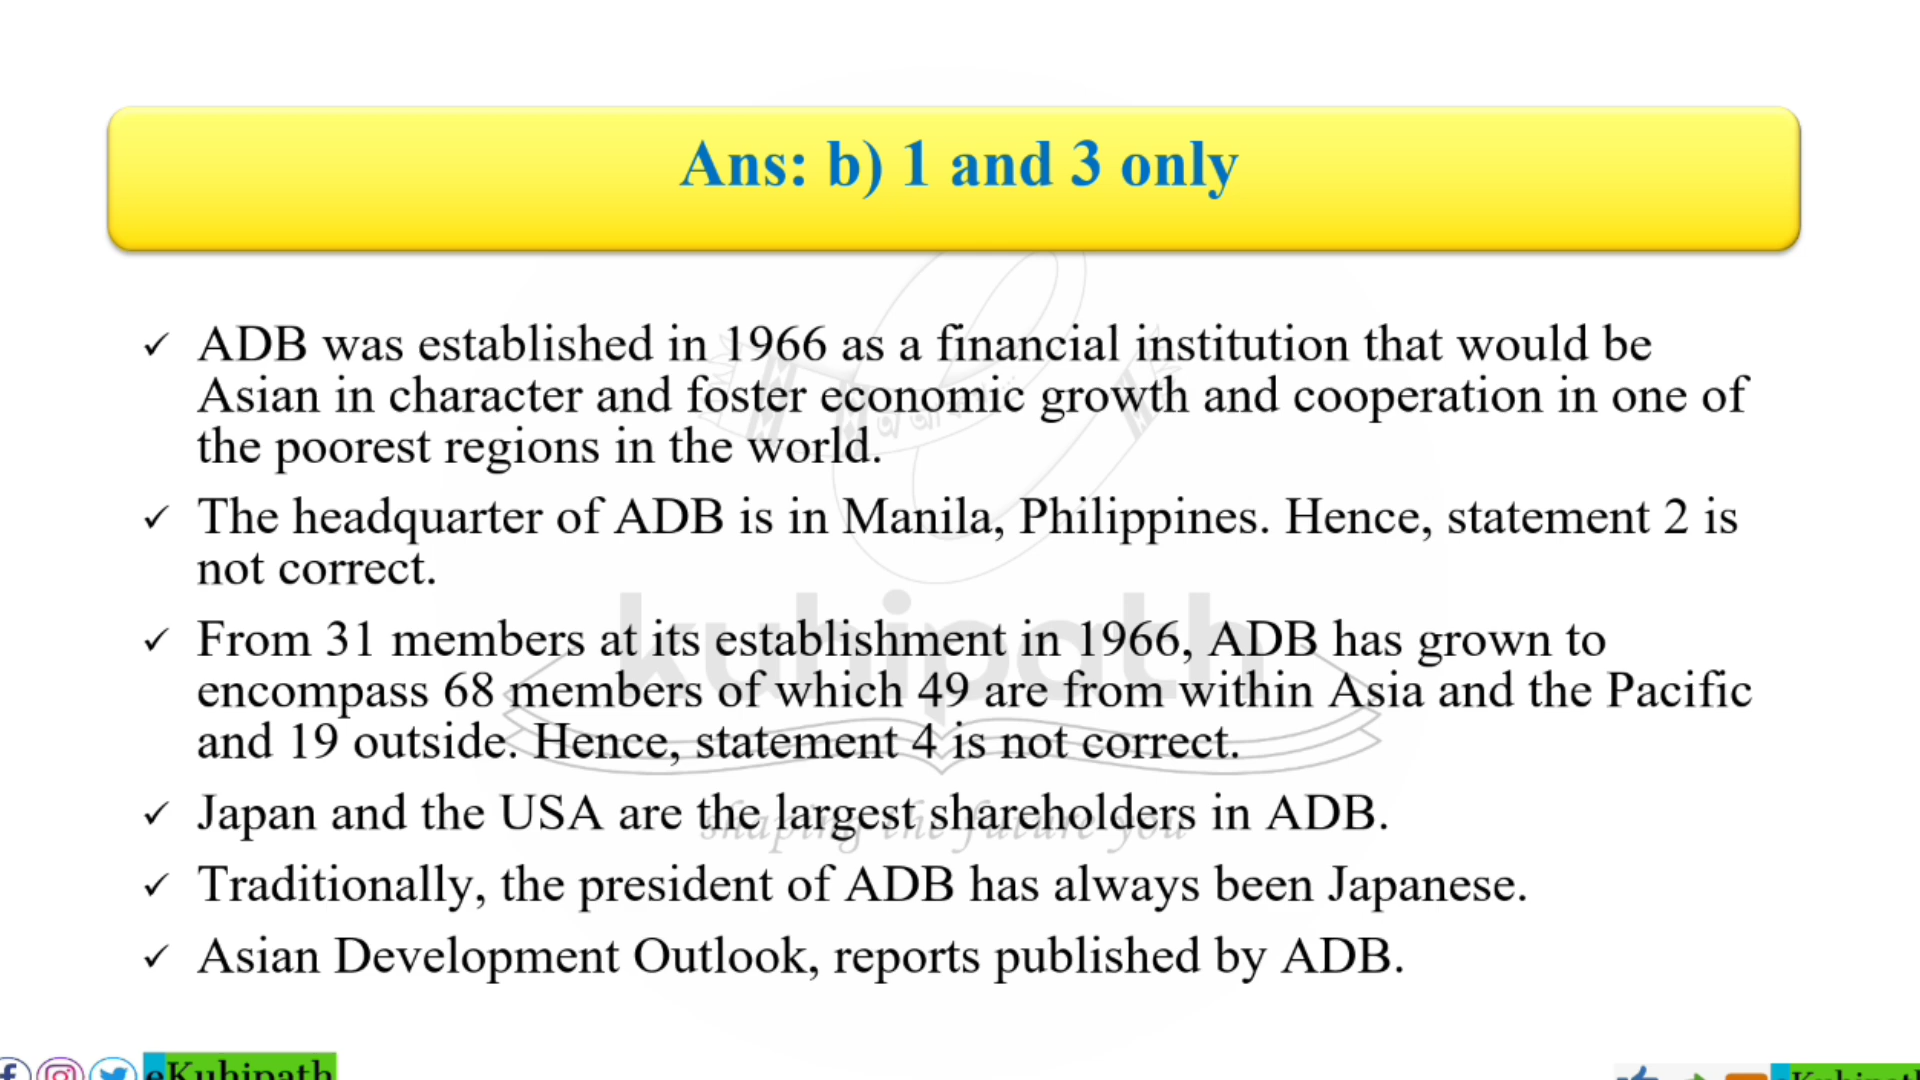 Ans: b) 1 and 3 only
✓ ADB was established in 1966 as a financial institution that would be
Asian in character and foster economic growth and cooperation in one of
the poorest regions in the world.
✓ The headquarter of ADB is in Manila, Philippines. Hence, statement 2 is
not correct.
✓ From 31 members at its establishment in 1966, ADB has grown to
encompass 68 members of which 49 are from within Asia and the Pacific
and 19 outside. Hence, statement 4 is not correct.
✓ Japan and the USA are the largest shareholders in ADB.
✓ Traditionally, the president of ADB has always been Japanese.
✓ Asian Development Outlook, reports published by ADB.
kuhipath
shaping the future you
eKuhipath